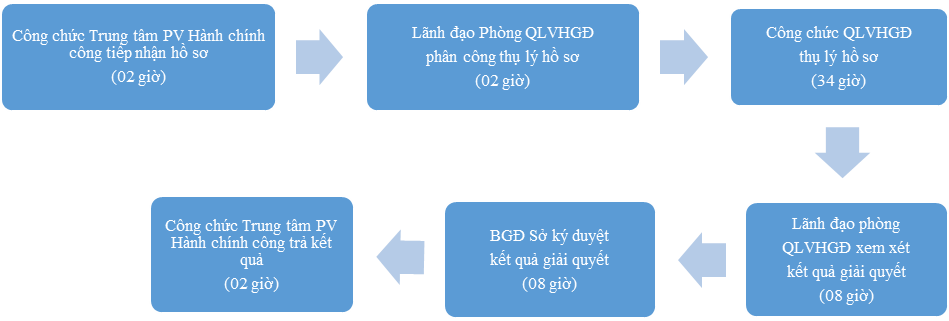 Công chức Trung tâm PV Hành chính
công tiếp nhận hồ sơ
(02 giờ)
Lãnh đạo Phòng QLVHGĐ
phân công thụ lý hồ sơ
(02 giờ)
Công chức QLVHGĐ
thụ lý hồ sơ
(34 giờ)
Lãnh đạo phòng
QLVHGĐ xem xét
kết quả giải quyết
(08 giờ)
BGĐ Sở ký duyệt
kết quả giải quyết
(08 giờ)
Công chức Trung tâm PV
Hành chính công trả kết
quả
(02 giờ)